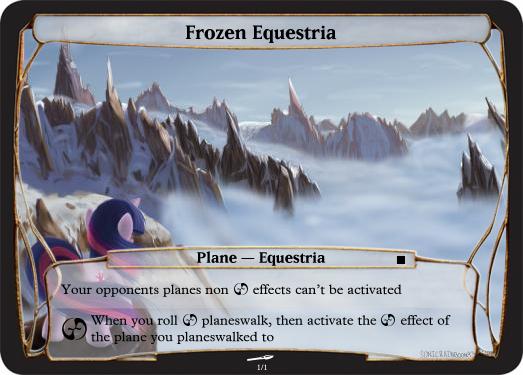 Frozen Equestria
Plane — Equestria
Your opponents planes non effects can't be activated
When you roll planeswalk, then activate the effect of
the plane you planeswalked to
1/1